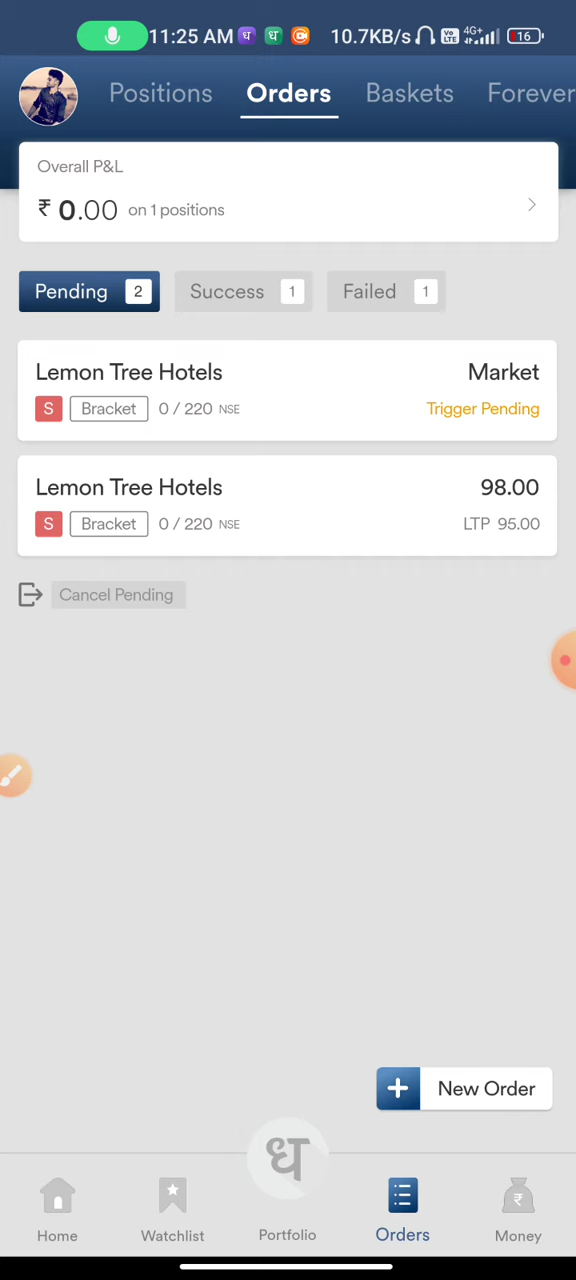 11:25 AM ध ध 10.7KB/s Vo LTE 4G+ 16
Positions Orders Baskets Forever
Overall P&L
₹ 0.00 on 1 positions
Pending 2 Success 1 Failed 1
Lemon Tree Hotels Market
S Bracket 0 / 220 NSE Trigger Pending
Lemon Tree Hotels 98.00
S Bracket 0 / 220 NSE LTP 95.00
Cancel Pending
+ New Order
ध
₹
Home Watchlist Portfolio Orders Money